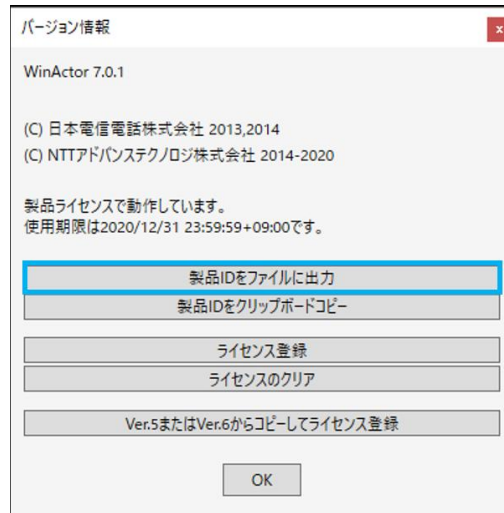 バージョン情報
x
WinActor 7.0.1
(C) 日本電信電話株式会社 2013,2014
(C) NTTアドバンステクノロジ株式会社 2014-2020
製品ライセンスで動作しています。
使用期限は2020/12/31 23:59:59+09:00です。
製品IDをファイルに出力
製品IDをクリップボードコピー
ライセンス登録
ライセンスのクリア
Ver.5またはVer.6からコピーしてライセンス登録
OK